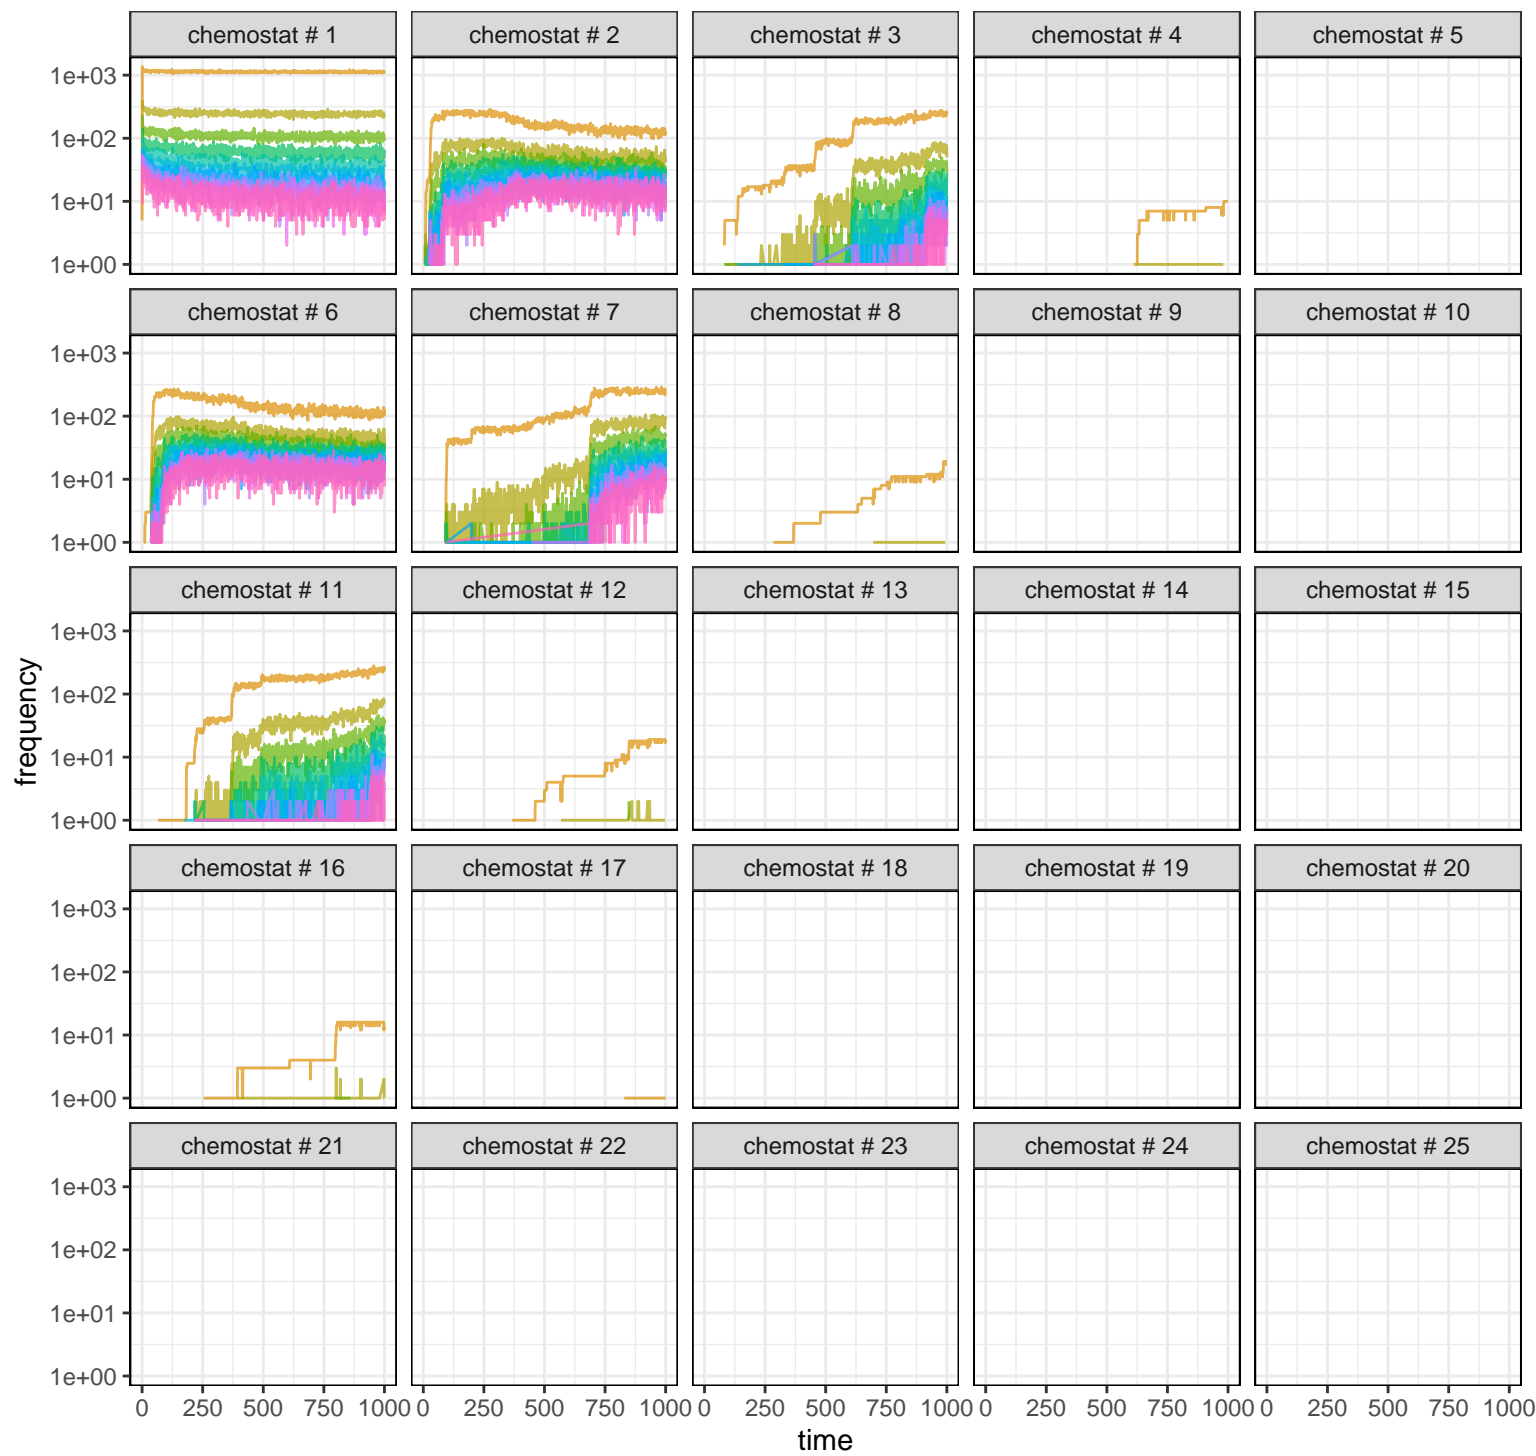 chemostat # 1 chemostat # 2 chemostat # 3 chemostat # 4 chemostat # 5
1e+03
1e+02
1e+01
1e+00
chemostat # 6 chemostat # 7 chemostat # 8 chemostat # 9 chemostat # 10
1e+03
1e+02
1e+01
1e+00
chemostat # 11 chemostat # 12 chemostat # 13 chemostat # 14 chemostat # 15
1e+03
1e+02
1e+01
1e+00
frequency
chemostat # 16 chemostat # 17 chemostat # 18 chemostat # 19 chemostat # 20
1e+03
1e+02
1e+01
1e+00
chemostat # 21 chemostat # 22 chemostat # 23 chemostat # 24 chemostat # 25
1e+03
1e+02
1e+01
1e+00
0 250 500 750 1000 0 250 500 750 1000 0 250 500 750 1000 0 250 500 750 1000 0 250 500 750 1000
time